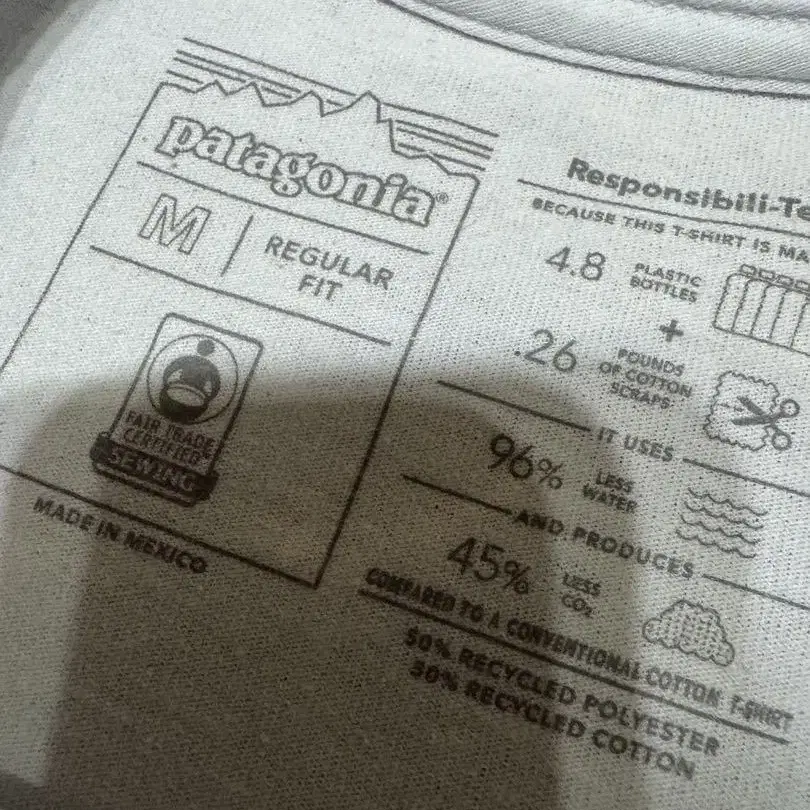 patagonia®
M
REGULAR
FIT
FAIR TRADE
CERTIFIED
SEWING
MADE IN MEXICO
Responsibili-Te
BECAUSE THIS T-SHIRT IS MA
4.8 PLASTIC
BOTTLES
+
.26 POUNDS
OF COTTON
SCRAPS
IT USES
96% LESS
WATER
AND PRODUCES
45% LESS
CO₂
COMPARED TO A CONVENTIONAL COTTON T-SHIRT
50% RECYCLED POLYESTER
50% RECYCLED COTTON